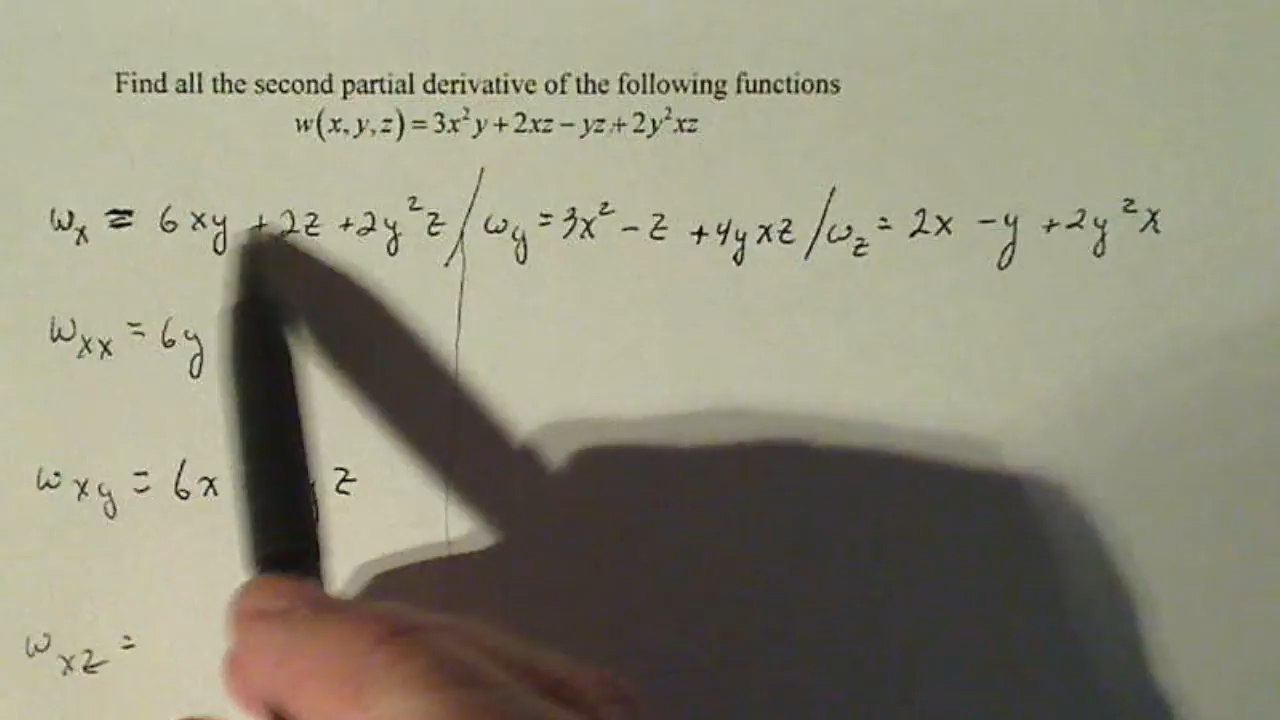 Find all the second partial derivative of the following functions
w(x,y,z)=3x²y+2xz−yz+2y²xz
wx = 6xy +2z +2y²z / wy = 3x² − z + 4yxz / wz = 2x − y + 2y²x
wxx = 6y
wxy = 6x z
wxz =